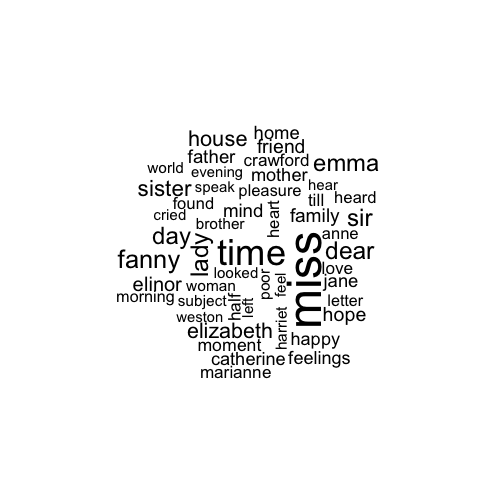 home
house
friend
father
crawford
emma
world
evening
mother
sister
speak
pleasure
hear
found
till
heard
cried
mind
heart
family
sir
brother
day
lady
time
miss
anne
dear
fanny
looked
love
elinor
woman
poor
feel
jane
morning
subject
half
left
letter
weston
harriet
hope
elizabeth
moment
happy
catherine
feelings
marianne